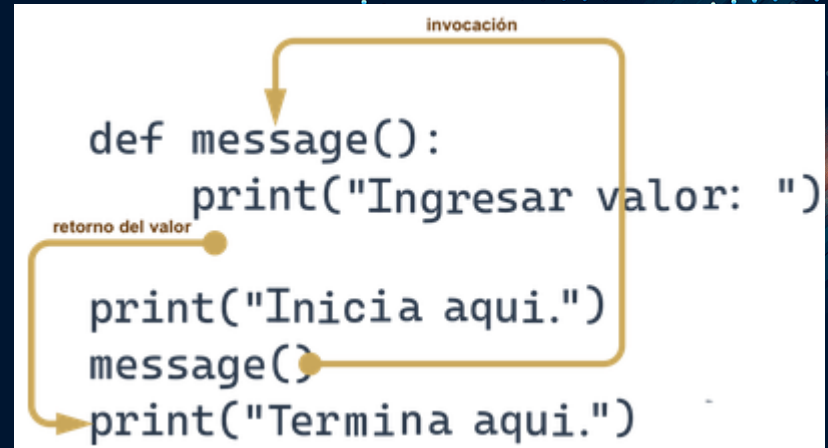 invocación
def message():
print("Ingresar valor: ")
retorno del valor
print("Inicia aqui.")
message()
print("Termina aqui.")